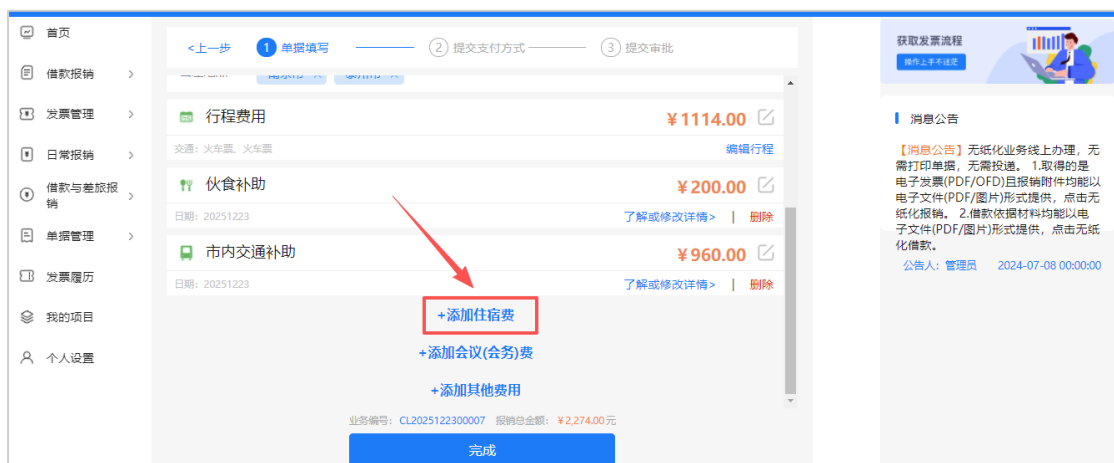 首页
借款报销
发票管理
日常报销
借款与差旅报
销
单据管理
发票履历
我的项目
个人设置
<上一步 1 单据填写 2 提交支付方式 3 提交审批
行程费用 ¥1114.00
交通: 火车票、火车票 编辑行程
伙食补助 ¥200.00
日期: 20251223 了解或修改详情> | 删除
市内交通补助 ¥960.00
日期: 20251223 了解或修改详情> | 删除
+添加住宿费
+添加会议(会务)费
+添加其他费用
业务编号: CL2025122300007 报销总金额: ¥2,274.00元
完成
获取发票流程
操作上手不迷茫
消息公告
【消息公告】无纸化业务线上办理，无
需打印单据，无需投递。 1.取得的是
电子发票(PDF/OFD)且报销附件均能以
电子文件(PDF/图片)形式提供，点击无
纸化报销。 2.借款依据材料均能以电
子文件(PDF/图片)形式提供，点击无纸
化借款。
公告人: 管理员 2024-07-08 00:00:00